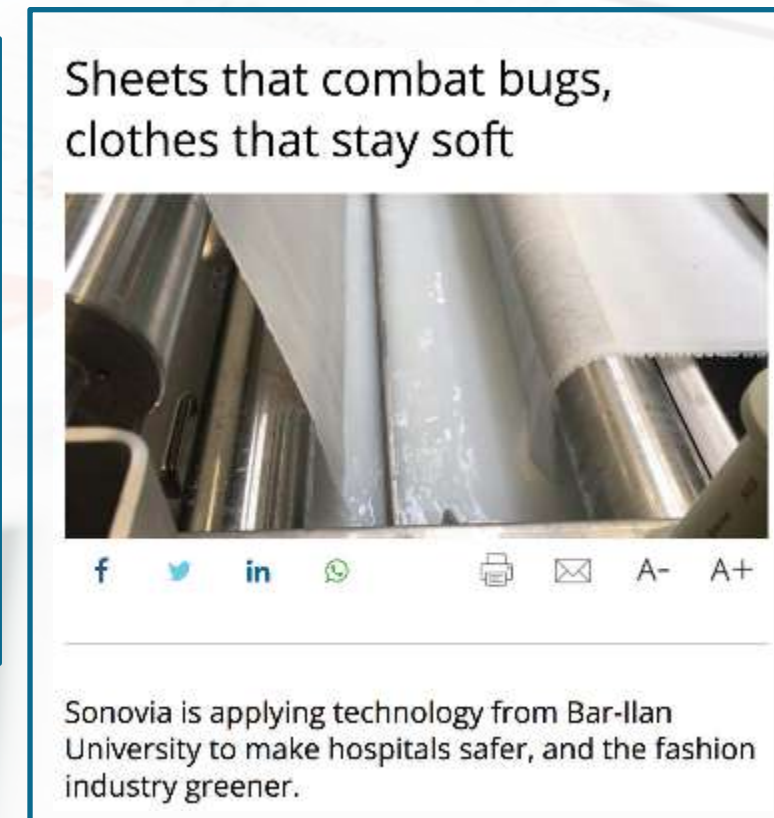 Sheets that combat bugs,
clothes that stay soft
f in A- A+
Sonovia is applying technology from Bar-Ilan
University to make hospitals safer, and the fashion
industry greener.